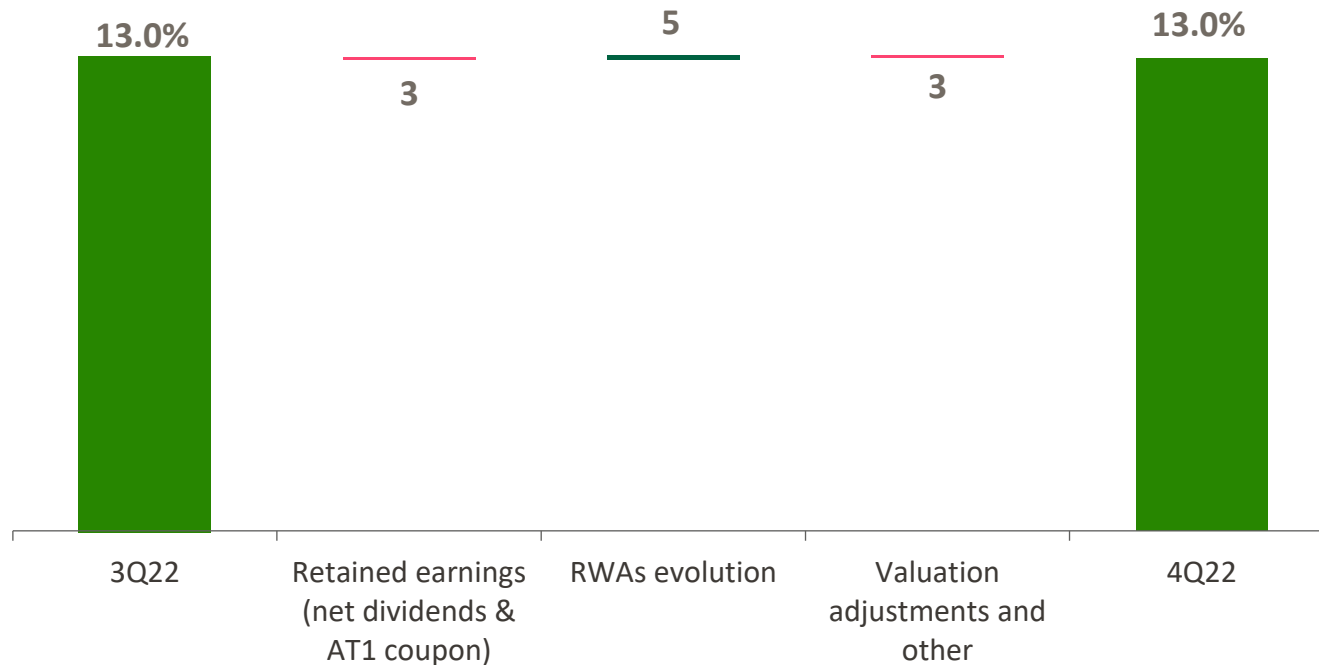 13.0%
3
5
3
13.0%
3Q22
Retained earnings
(net dividends &
AT1 coupon)
RWAs evolution
Valuation
adjustments and
other
4Q22